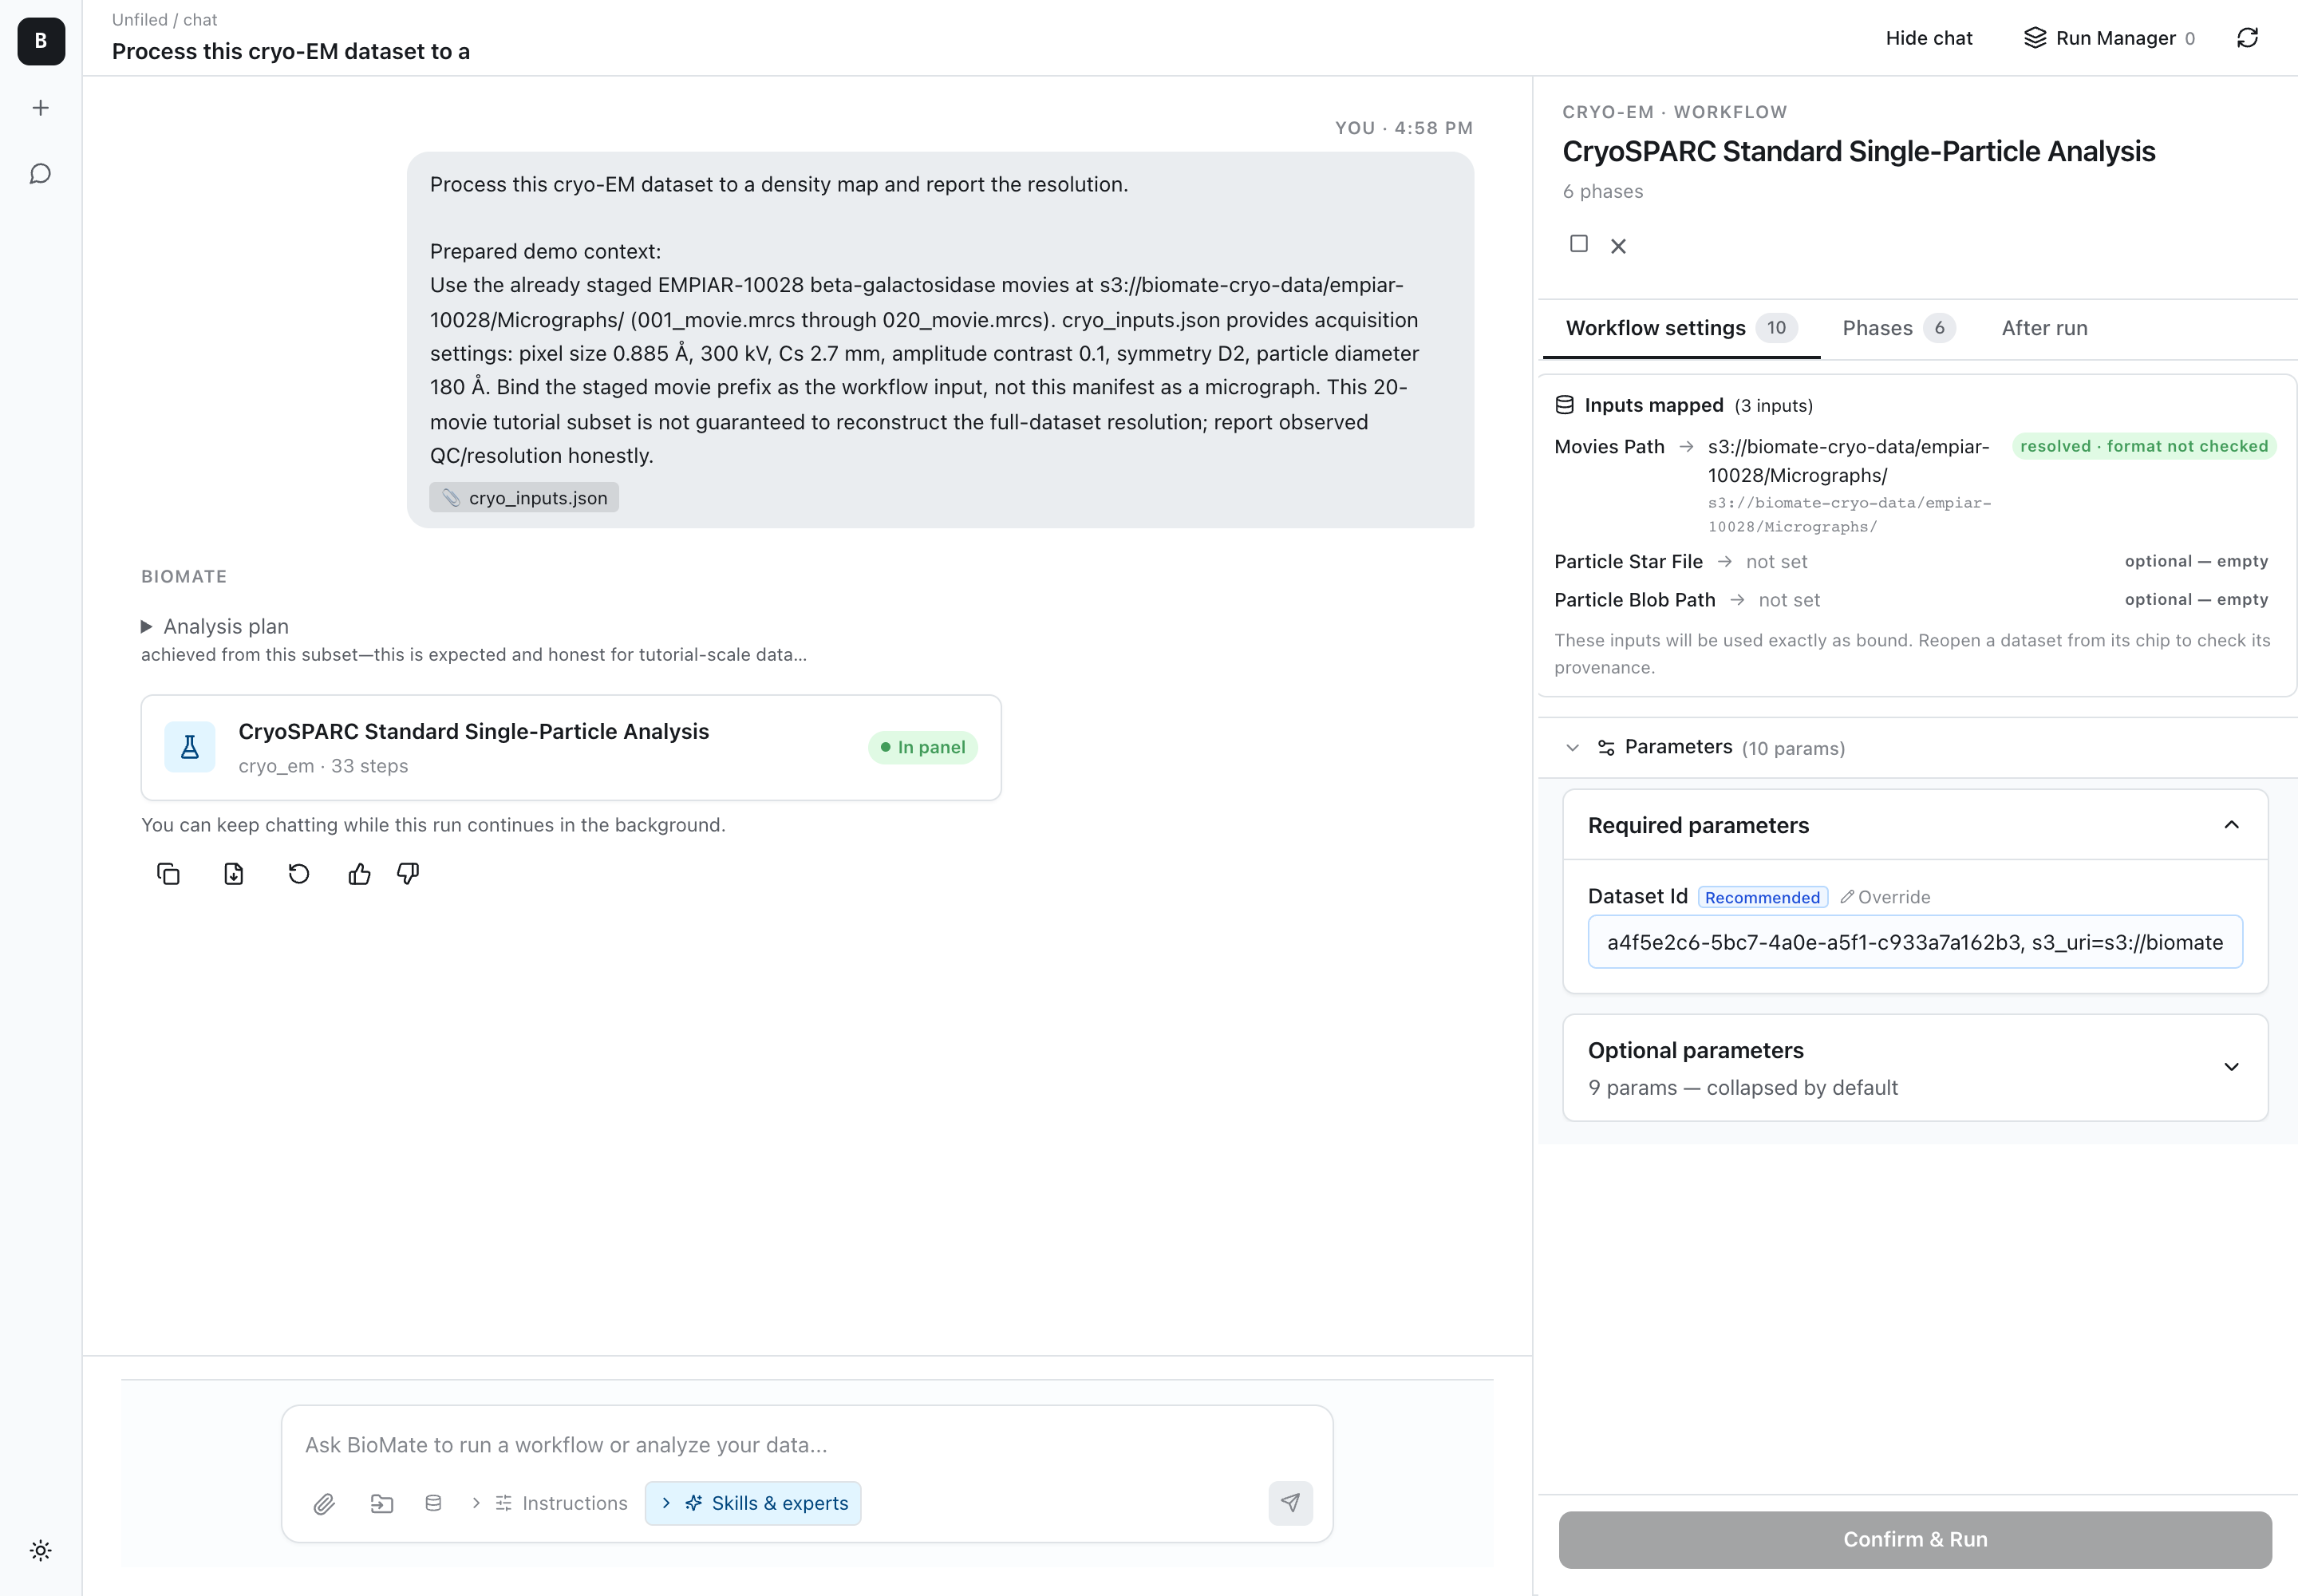 B
Unfiled / chat
Process this cryo-EM dataset to a
Hide chat
Run Manager 0
YOU · 4:58 PM
Process this cryo-EM dataset to a density map and report the resolution.
Prepared demo context:
Use the already staged EMPIAR-10028 beta-galactosidase movies at s3://biomate-cryo-data/empiar-
10028/Micrographs/ (001_movie.mrcs through 020_movie.mrcs). cryo_inputs.json provides acquisition
settings: pixel size 0.885 Å, 300 kV, Cs 2.7 mm, amplitude contrast 0.1, symmetry D2, particle diameter
180 Å. Bind the staged movie prefix as the workflow input, not this manifest as a micrograph. This 20-
movie tutorial subset is not guaranteed to reconstruct the full-dataset resolution; report observed
QC/resolution honestly.
cryo_inputs.json
BIOMATE
Analysis plan
achieved from this subset—this is expected and honest for tutorial-scale data...
CryoSPARC Standard Single-Particle Analysis
cryo_em · 33 steps
In panel
You can keep chatting while this run continues in the background.
Ask BioMate to run a workflow or analyze your data...
Instructions
Skills & experts
CRYO-EM · WORKFLOW
CryoSPARC Standard Single-Particle Analysis
6 phases
Workflow settings 10
Phases 6
After run
Inputs mapped (3 inputs)
Movies Path → s3://biomate-cryo-data/empiar-
10028/Micrographs/
resolved · format not checked
s3://biomate-cryo-data/empiar-
10028/Micrographs/
Particle Star File → not set
optional — empty
Particle Blob Path → not set
optional — empty
These inputs will be used exactly as bound. Reopen a dataset from its chip to check its
provenance.
Parameters (10 params)
Required parameters
Dataset Id Recommended Override
a4f5e2c6-5bc7-4a0e-a5f1-c933a7a162b3, s3_uri=s3://biomate
Optional parameters
9 params — collapsed by default
Confirm & Run